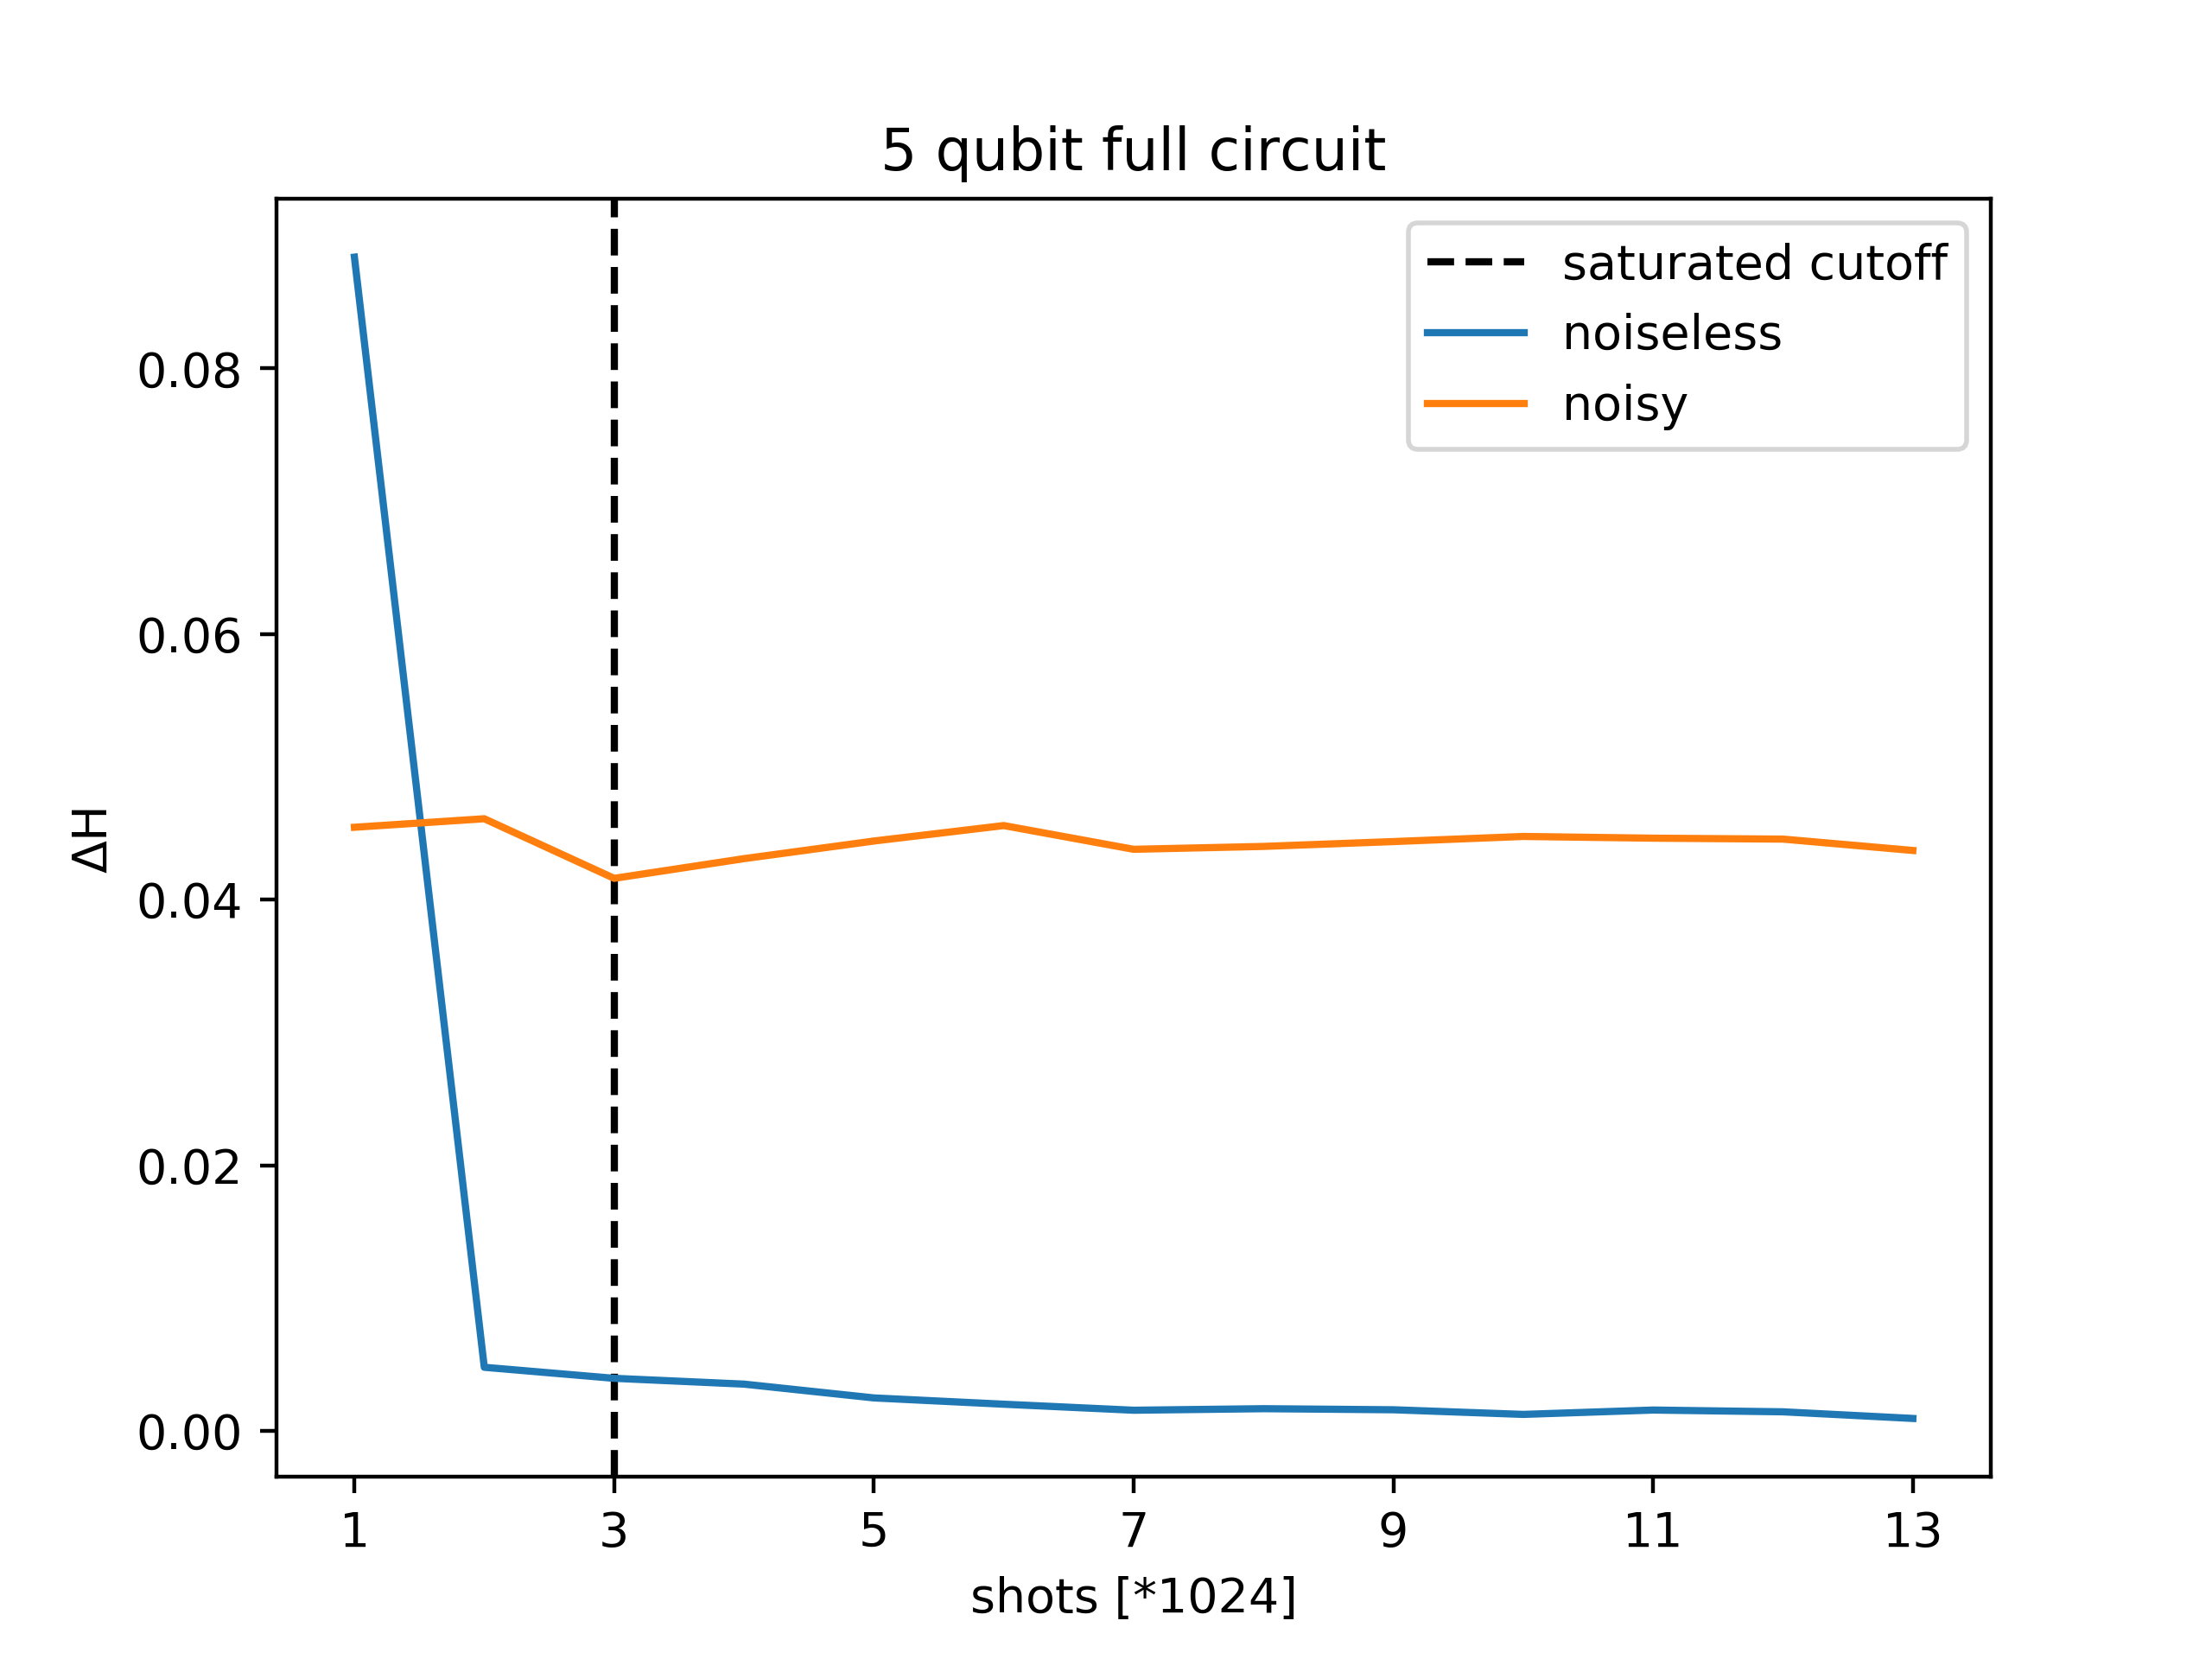 5 qubit full circuit
saturated cutoff
noiseless
noisy
0.08
0.06
0.04
0.02
0.00
ΔH
1 3 5 7 9 11 13
shots [*1024]